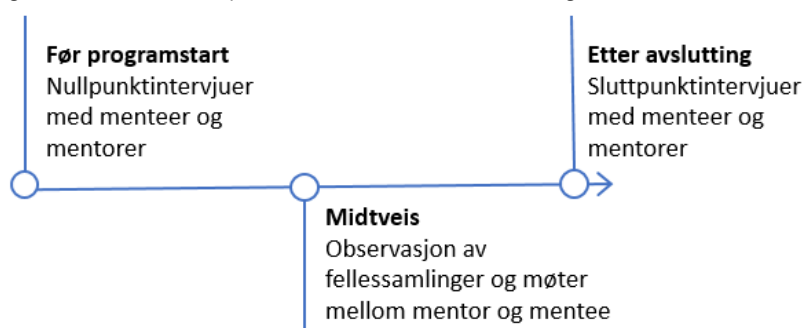 Før programstart
Nullpunktintervjuer
med menteer og
mentorer
Etter avslutting
Sluttpunktintervjuer
med menteer og
mentorer
Midtveis
Observasjon av
fellessamlinger og møter
mellom mentor og mentee